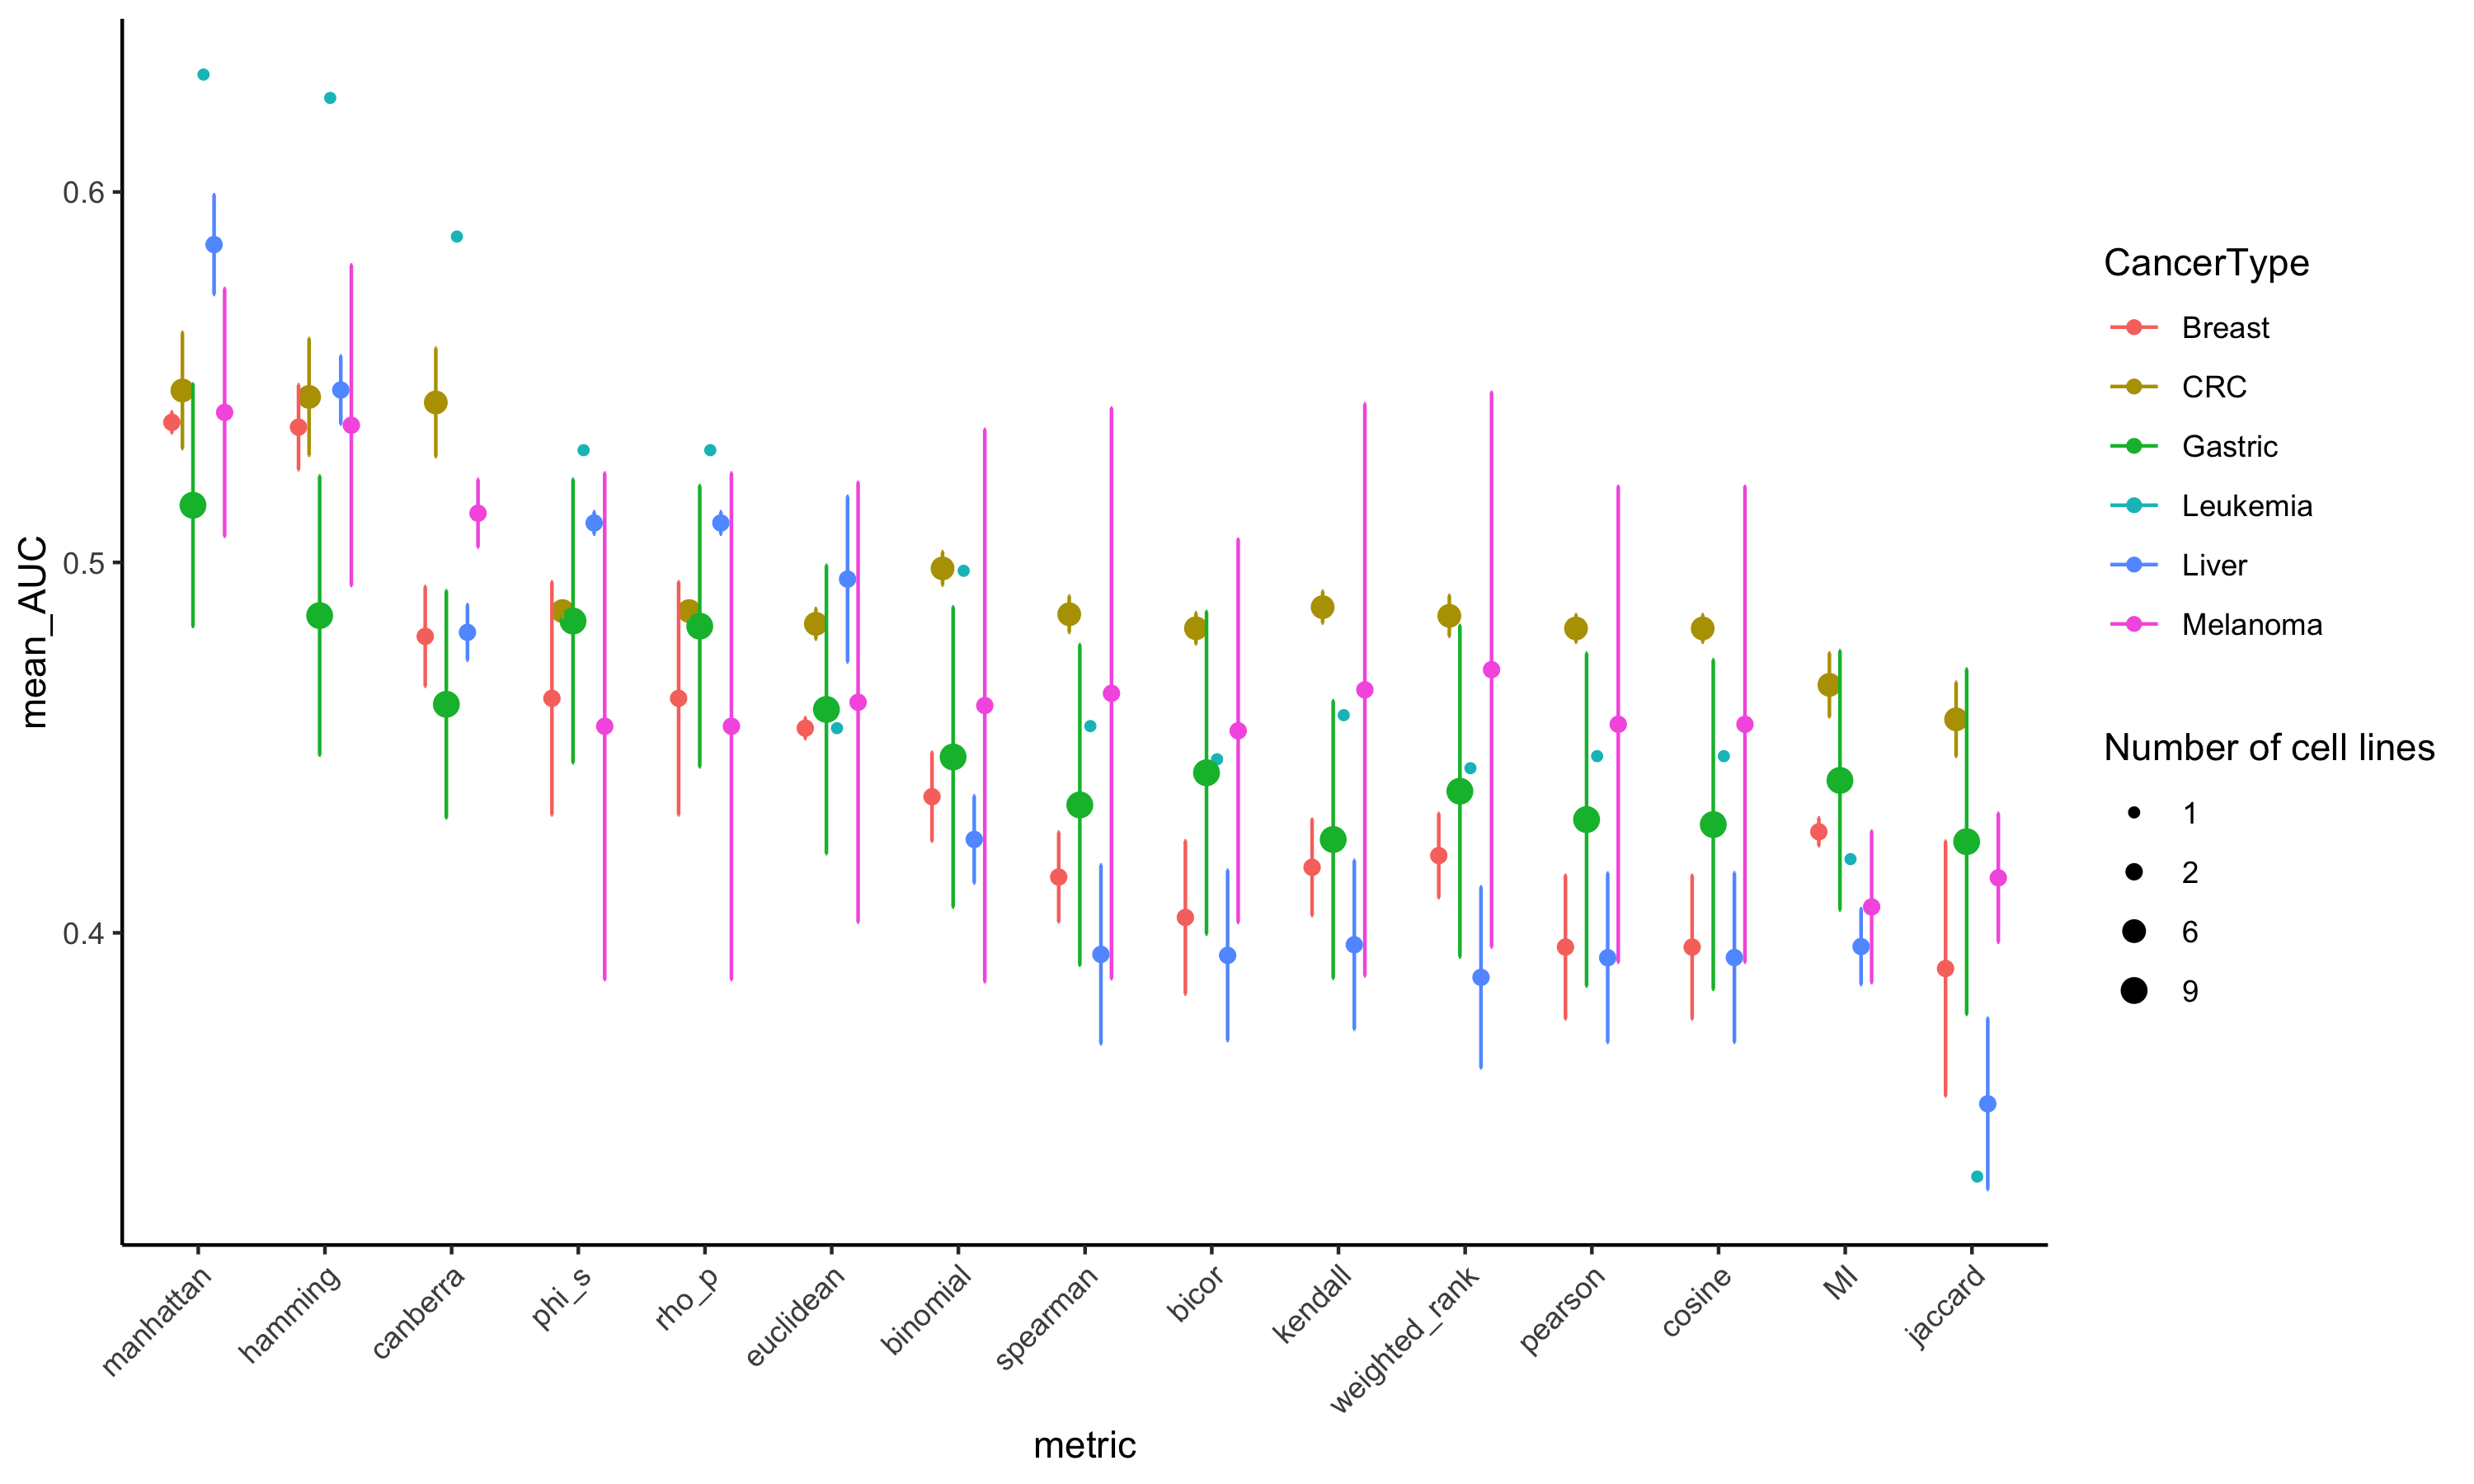 mean_AUC
0.6
0.5
0.4
manhattan
hamming
canberra
phi_s
rho_p
euclidean
binomial
spearman
bicor
kendall
weighted_rank
pearson
cosine
MI
jaccard
metric
CancerType
Breast
CRC
Gastric
Leukemia
Liver
Melanoma
Number of cell lines
1
2
6
9